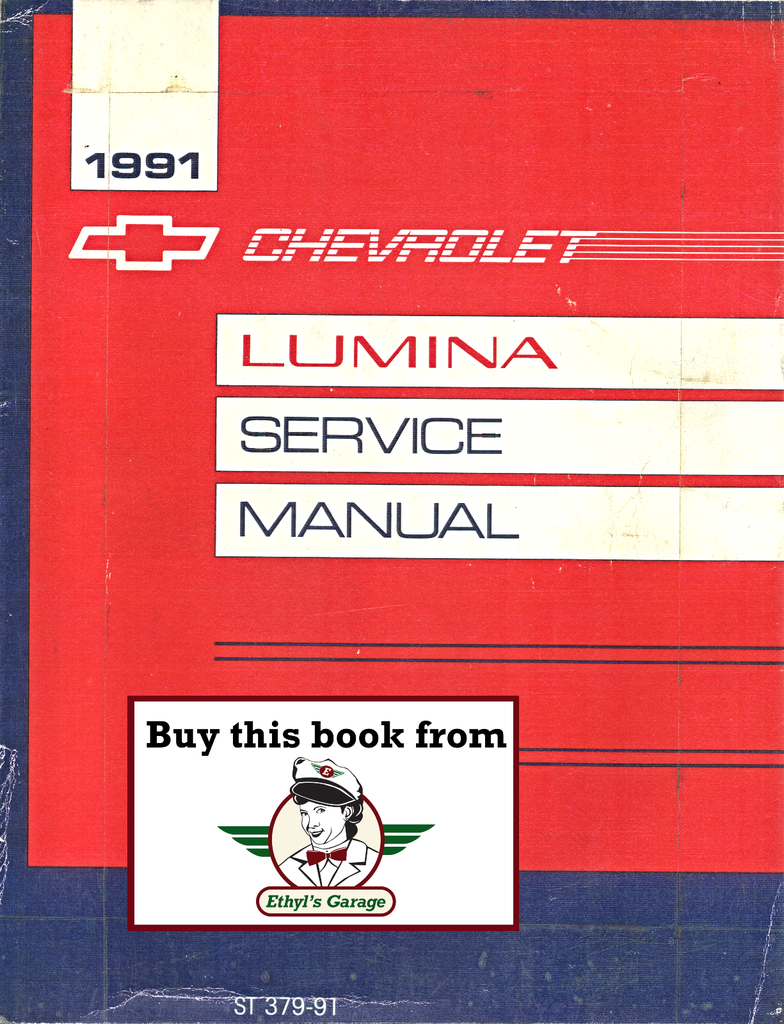 1991
CHEVROLET
LUMINA
SERVICE
MANUAL
Buy this book from
E
Ethyl's Garage
ST 379-91